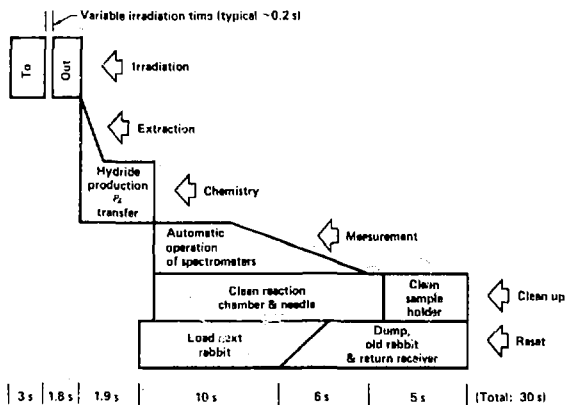 Variable irradiation time (typical ~0.2 s)
To
Out
Irradiation
Extraction
Hydride
production
transfer
Chemistry
Automatic
operation
of spectrometers
Measurement
Clean reaction
chamber & needle
Clean
sample
holder
Clean up
Load next
rabbit
Dump,
old rabbit
& return receiver
Reset
3 s 1.8 s 1.9 s 10 s 6 s 5 s (Total: 30 s)